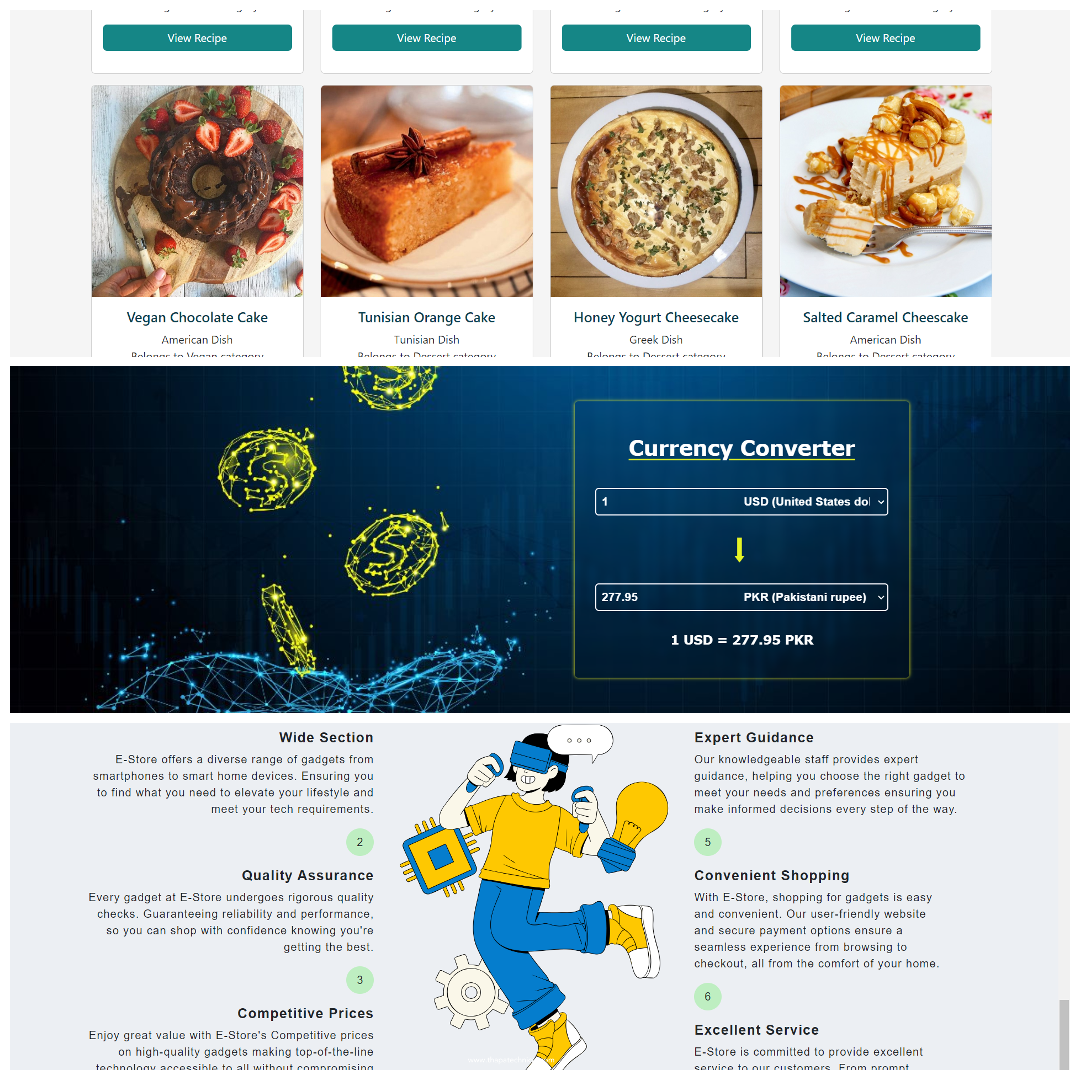 View Recipe
View Recipe
View Recipe
View Recipe
Vegan Chocolate Cake
American Dish
Belongs to Vegan category
Tunisian Orange Cake
Tunisian Dish
Belongs to Dessert category
Honey Yogurt Cheesecake
Greek Dish
Belongs to Dessert category
Salted Caramel Cheescake
American Dish
Belongs to Dessert category
Currency Converter
1 USD (United States dol
277.95 PKR (Pakistani rupee)
1 USD = 277.95 PKR
Wide Section
E-Store offers a diverse range of gadgets from
smartphones to smart home devices. Ensuring you
to find what you need to elevate your lifestyle and
meet your tech requirements.
2
Quality Assurance
Every gadget at E-Store undergoes rigorous quality
checks. Guaranteeing reliability and performance,
so you can shop with confidence knowing you're
getting the best.
3
Competitive Prices
Enjoy great value with E-Store's Competitive prices
on high-quality gadgets making top-of-the-line
technology accessible to all without compromising
Expert Guidance
Our knowledgeable staff provides expert
guidance, helping you choose the right gadget to
meet your needs and preferences ensuring you
make informed decisions every step of the way.
5
Convenient Shopping
With E-Store, shopping for gadgets is easy
and convenient. Our user-friendly website
and secure payment options ensure a
seamless experience from browsing to
checkout, all from the comfort of your home.
6
Excellent Service
E-Store is committed to provide excellent
service to our customers. From prompt